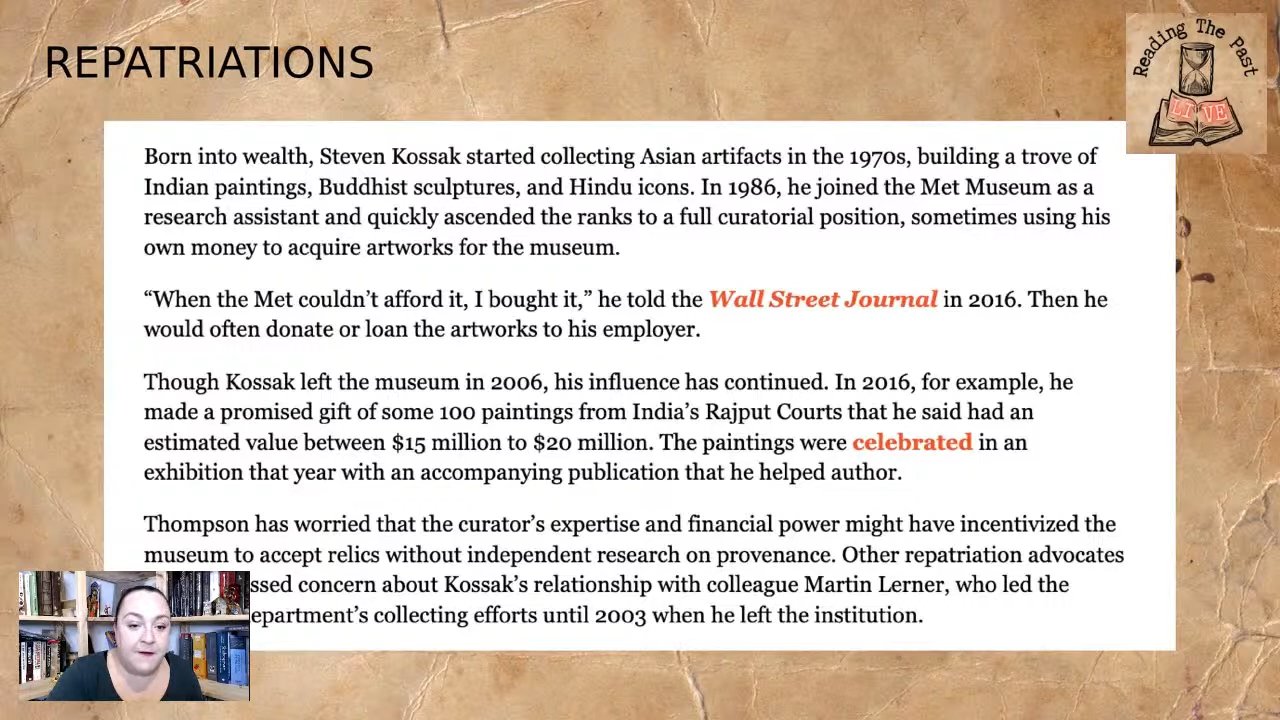 REPATRIATIONS
Reading The Past
LIVE
Born into wealth, Steven Kossak started collecting Asian artifacts in the 1970s, building a trove of
Indian paintings, Buddhist sculptures, and Hindu icons. In 1986, he joined the Met Museum as a
research assistant and quickly ascended the ranks to a full curatorial position, sometimes using his
own money to acquire artworks for the museum.
“When the Met couldn’t afford it, I bought it,” he told the Wall Street Journal in 2016. Then he
would often donate or loan the artworks to his employer.
Though Kossak left the museum in 2006, his influence has continued. In 2016, for example, he
made a promised gift of some 100 paintings from India’s Rajput Courts that he said had an
estimated value between $15 million to $20 million. The paintings were celebrated in an
exhibition that year with an accompanying publication that he helped author.
Thompson has worried that the curator’s expertise and financial power might have incentivized the
museum to accept relics without independent research on provenance. Other repatriation advocates
ssed concern about Kossak’s relationship with colleague Martin Lerner, who led the
epartment’s collecting efforts until 2003 when he left the institution.